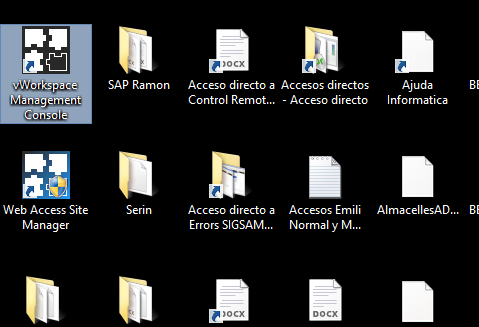 vWorkspace
Management
Console
SAP Ramon
Acceso directo a
Control Remot...
Accesos directos
- Acceso directo
Ajuda
Informatica
BE
Web Access Site
Manager
Serin
Acceso directo a
Errors SIGSAM...
Accesos Emili
Normal y M...
AlmacellesAD...
BE
DOCX
DOCX
DOCX